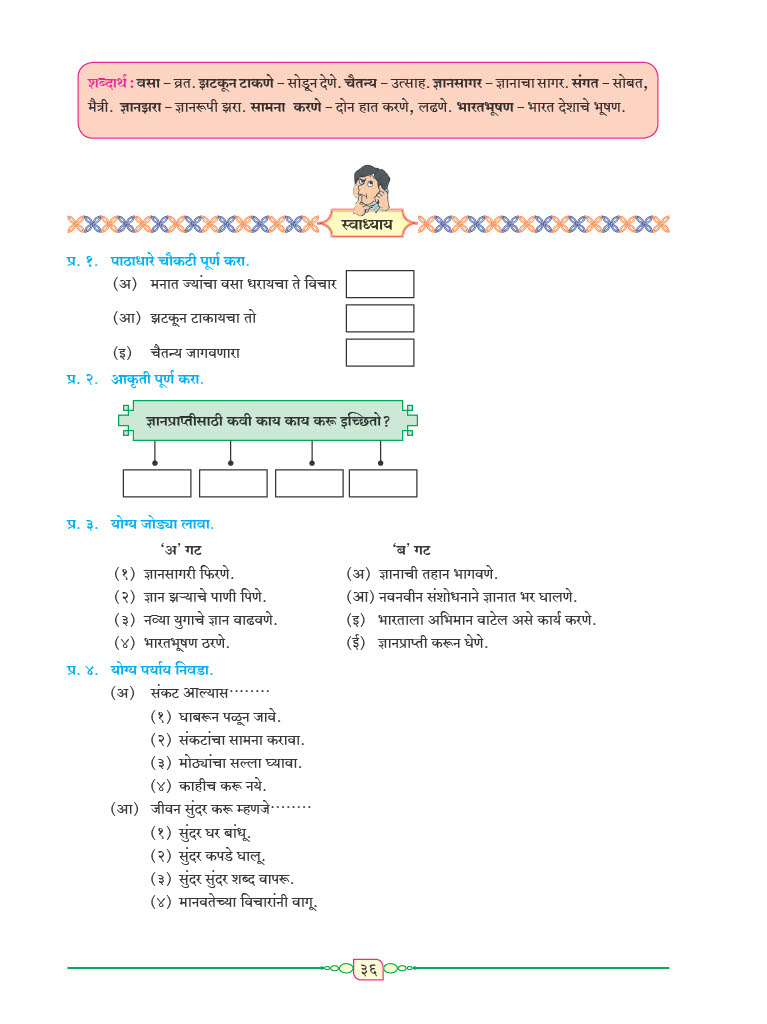 शब्दार्थ : वसा – व्रत. झटकून टाकणे – सोडून देणे. चैतन्य – उत्साह. ज्ञानसागर – ज्ञानाचा सागर. संगत – सोबत,
मैत्री. ज्ञानझरा – ज्ञानरूपी झरा. सामना करणे – दोन हात करणे, लढणे. भारतभूषण – भारत देशाचे भूषण.
स्वाध्याय
प्र. १. पाठाधारे चौकटी पूर्ण करा.
(अ) मनात ज्यांचा वसा धरायचा ते विचार
(आ) झटकून टाकायचा तो
(इ) चैतन्य जागवणारा
प्र. २. आकृती पूर्ण करा.
ज्ञानप्राप्तीसाठी कवी काय काय करू इच्छितो?
प्र. ३. योग्य जोड्या लावा.
‘अ’ गट ‘ब’ गट
(१) ज्ञानसागरी फिरणे. (अ) ज्ञानाची तहान भागवणे.
(२) ज्ञान झऱ्याचे पाणी पिणे. (आ) नवनवीन संशोधनाने ज्ञानात भर घालणे.
(३) नव्या युगाचे ज्ञान वाढवणे. (इ) भारताला अभिमान वाटेल असे कार्य करणे.
(४) भारतभूषण ठरणे. (ई) ज्ञानप्राप्ती करून घेणे.
प्र. ४. योग्य पर्याय निवडा.
(अ) संकट आल्यास........
(१) घाबरून पळून जावे.
(२) संकटांचा सामना करावा.
(३) मोठ्यांचा सल्ला घ्यावा.
(४) काहीच करू नये.
(आ) जीवन सुंदर करू म्हणजे........
(१) सुंदर घर बांधू.
(२) सुंदर कपडे घालू.
(३) सुंदर सुंदर शब्द वापरू.
(४) मानवतेच्या विचारांनी वागू.
३६